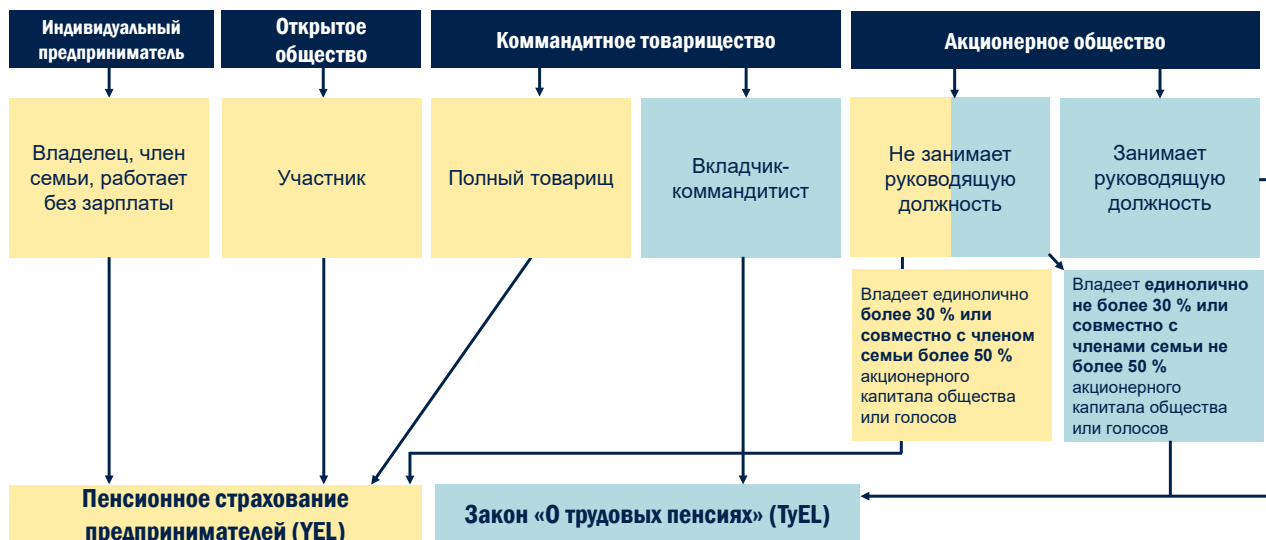 Индивидуальный
предприниматель
Открытое
общество
Коммандитное товарищество
Акционерное общество
Владелец, член
семьи, работает
без зарплаты
Участник
Полный товарищ
Вкладчик-
коммандитист
Не занимает
руководящую
должность
Занимает
руководящую
должность
Владеет единолично
более 30 % или
совместно с членом
семьи более 50 %
акционерного
капитала общества
или голосов
Владеет единолично
не более 30 % или
совместно с
членами семьи не
более 50 %
акционерного
капитала общества
или голосов
Пенсионное страхование
предпринимателей (YEL)
Закон «О трудовых пенсиях» (TyEL)